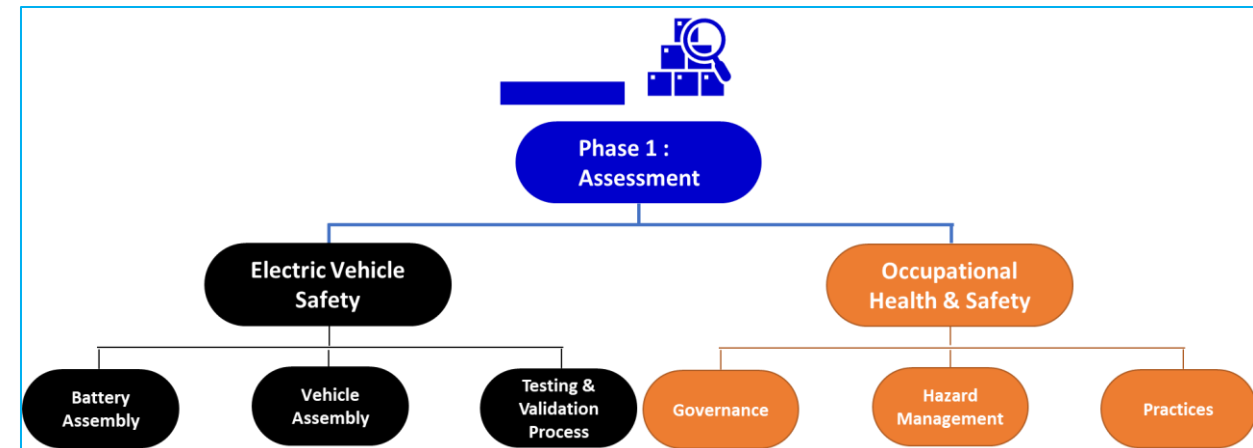 Phase 1 :
Assessment
Electric Vehicle
Safety
Occupational
Health & Safety
Battery
Assembly
Vehicle
Assembly
Testing &
Validation
Process
Governance
Hazard
Management
Practices